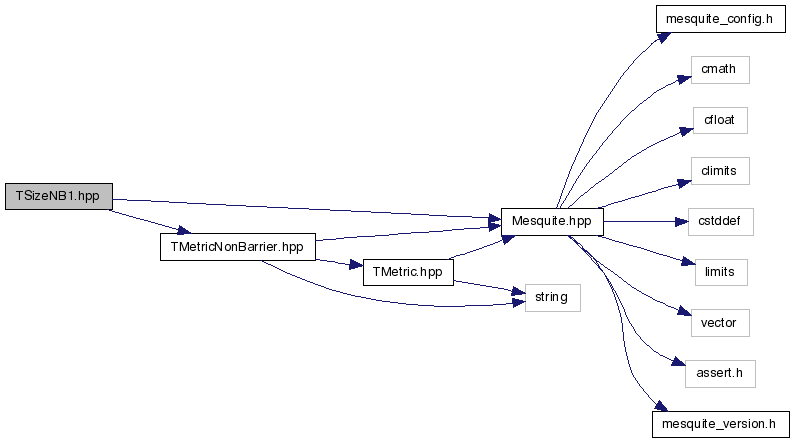 mesquite_config.h
cmath
cfloat
climits
TSizeNB1.hpp
Mesquite.hpp
cstddef
TMetricNonBarrier.hpp
TMetric.hpp
limits
string
vector
assert.h
mesquite_version.h